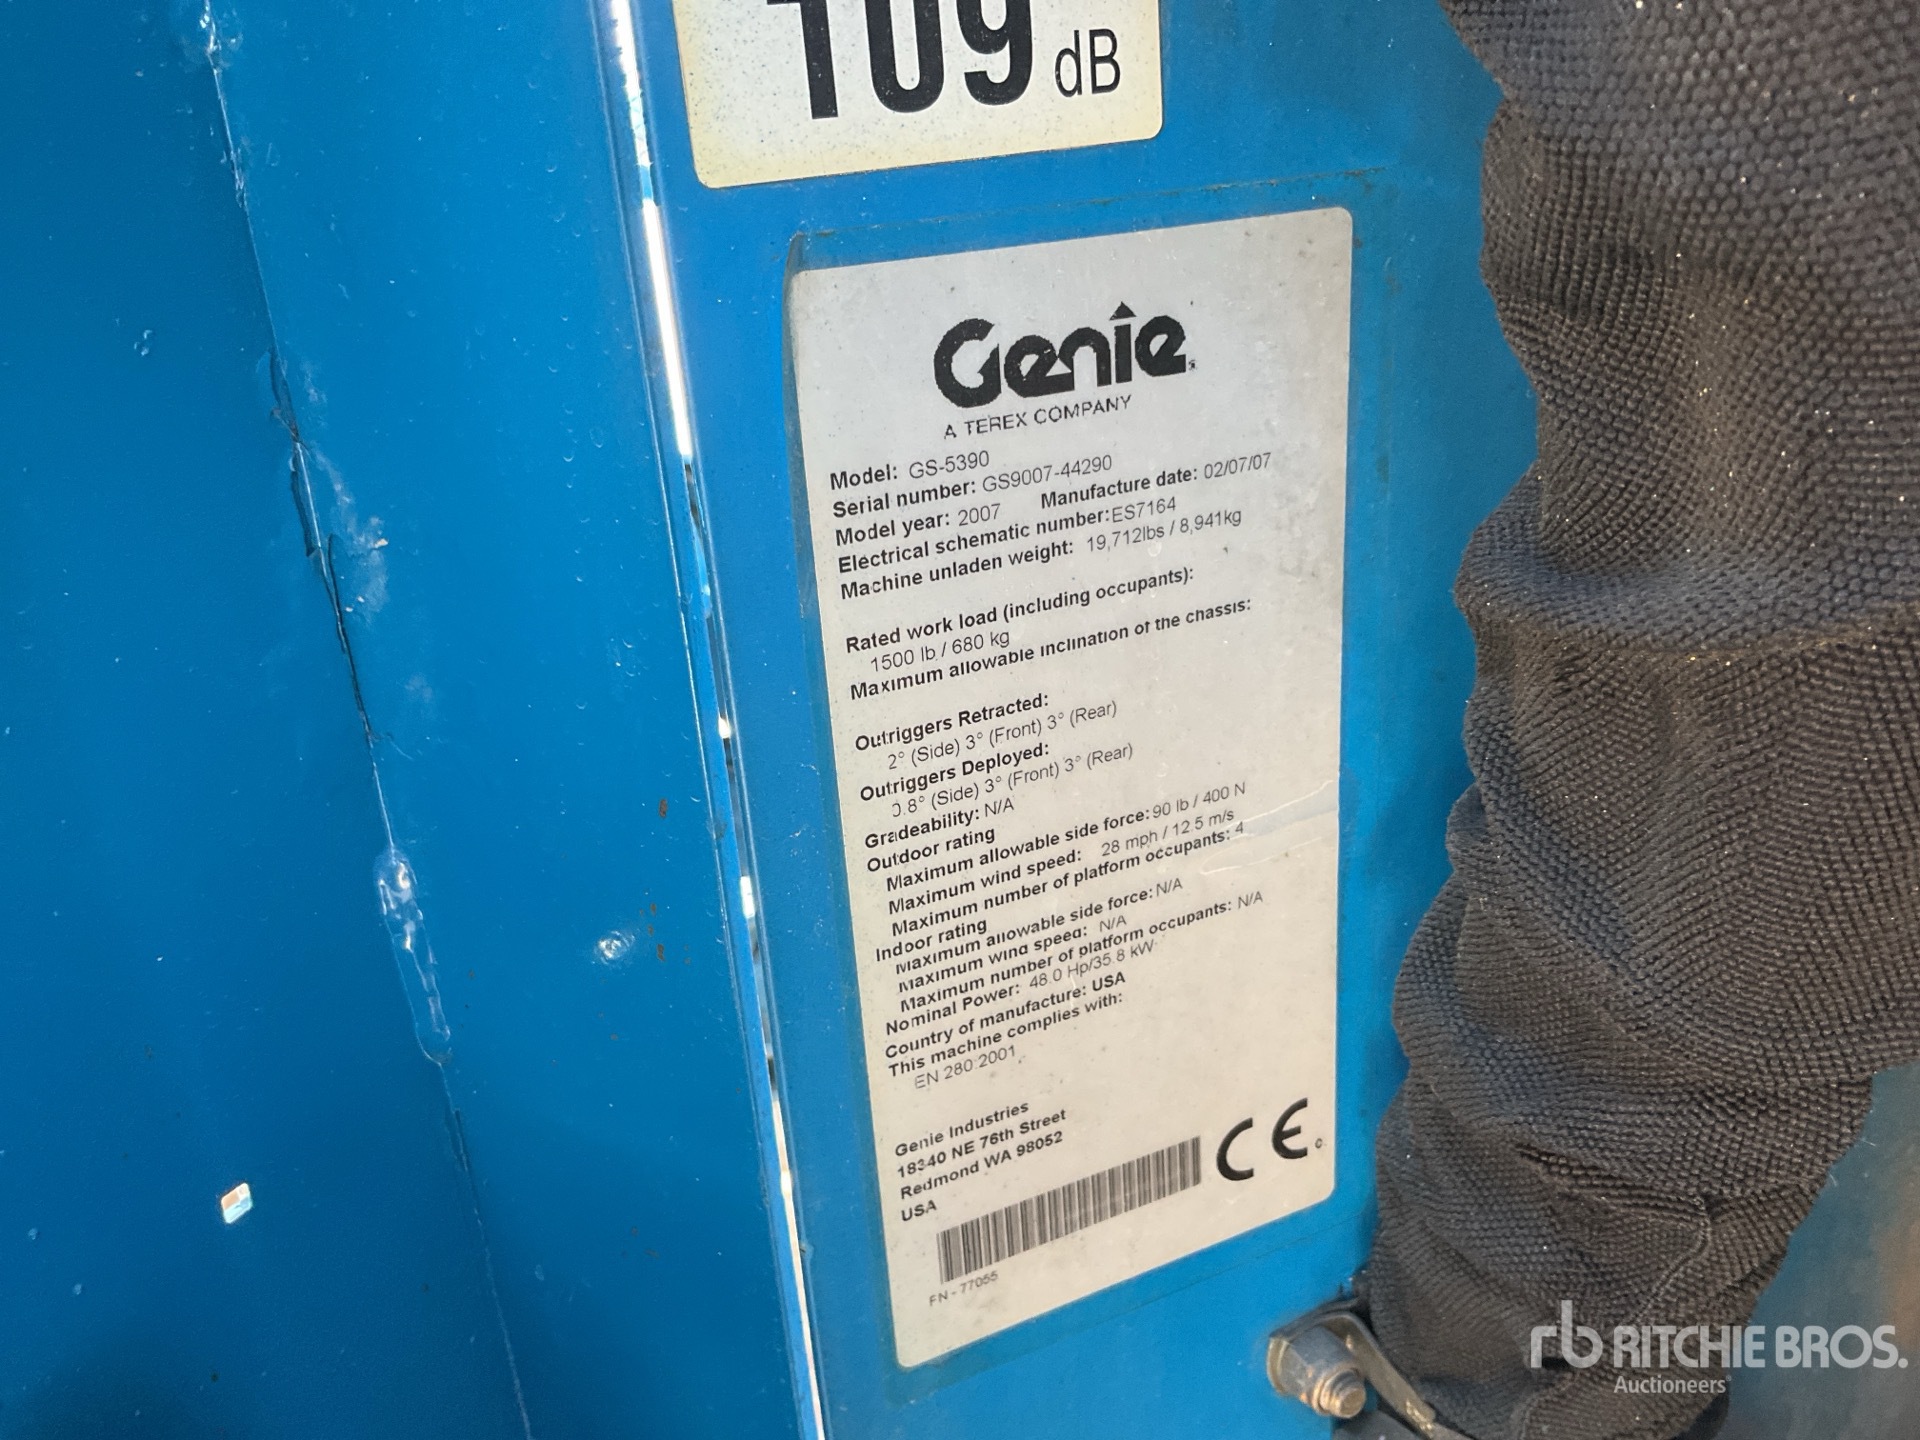 109 dB
Genie
A TEREX COMPANY
Model: GS-5390
Serial number: GS9007-44290
Model year: 2007 Manufacture date: 02/07/07
Electrical schematic number: ES7164
Machine unladen weight: 19,712lbs / 8,941kg
Rated work load (including occupants):
1500 lb / 680 kg
Maximum allowable inclination of the chassis:
Outriggers Retracted:
2° (Side) 3° (Front) 3° (Rear)
Outriggers Deployed:
0.8° (Side) 3° (Front) 3° (Rear)
Gradeability: N/A
Outdoor rating
Maximum allowable side force: 90 lb / 400 N
Maximum wind speed: 28 mph / 12.5 m/s
Maximum number of platform occupants: 4
Indoor rating
Maximum allowable side force: N/A
Maximum wind speed: N/A
Maximum number of platform occupants: N/A
Nominal Power: 48.0 Hp/35.8 kW
Country of manufacture: USA
This machine complies with:
EN 280:2001
Genie Industries
18340 NE 76th Street
Redmond WA 98052
USA
CE
PN - 77055
rb RITCHIE BROS.
Auctioneers